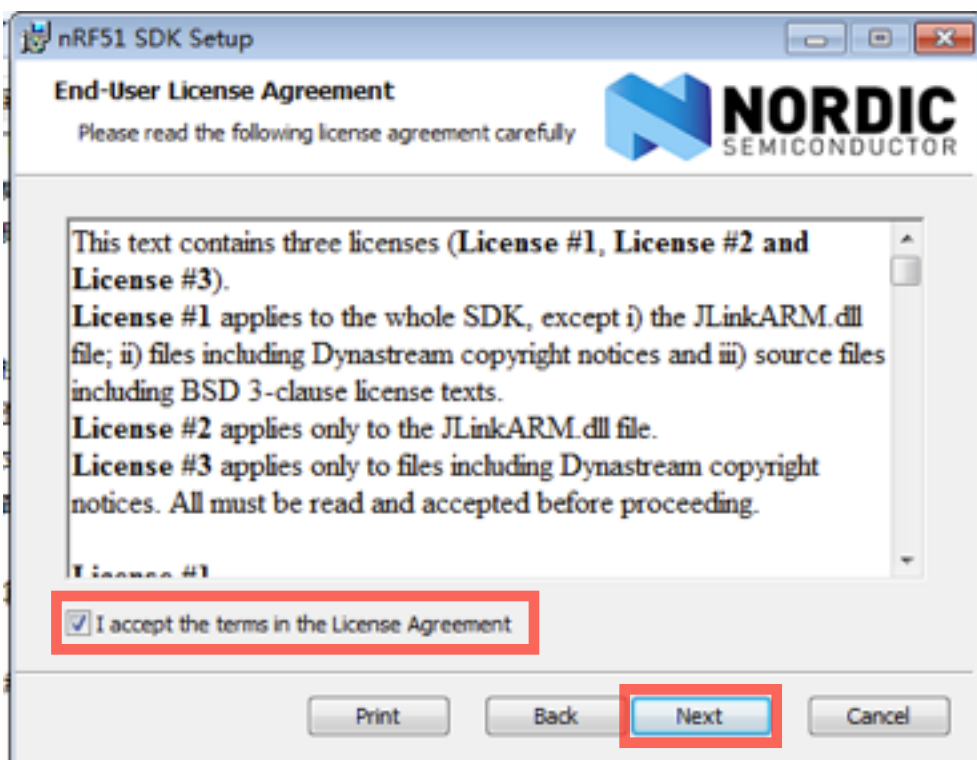 nRF51 SDK Setup
End-User License Agreement
Please read the following license agreement carefully
NORDIC
SEMICONDUCTOR
This text contains three licenses (License #1, License #2 and
License #3).
License #1 applies to the whole SDK, except i) the JLinkARM.dll
file; ii) files including Dynastream copyright notices and iii) source files
including BSD 3-clause license texts.
License #2 applies only to the JLinkARM.dll file.
License #3 applies only to files including Dynastream copyright
notices. All must be read and accepted before proceeding.
License #1
I accept the terms in the License Agreement
Print Back Next Cancel